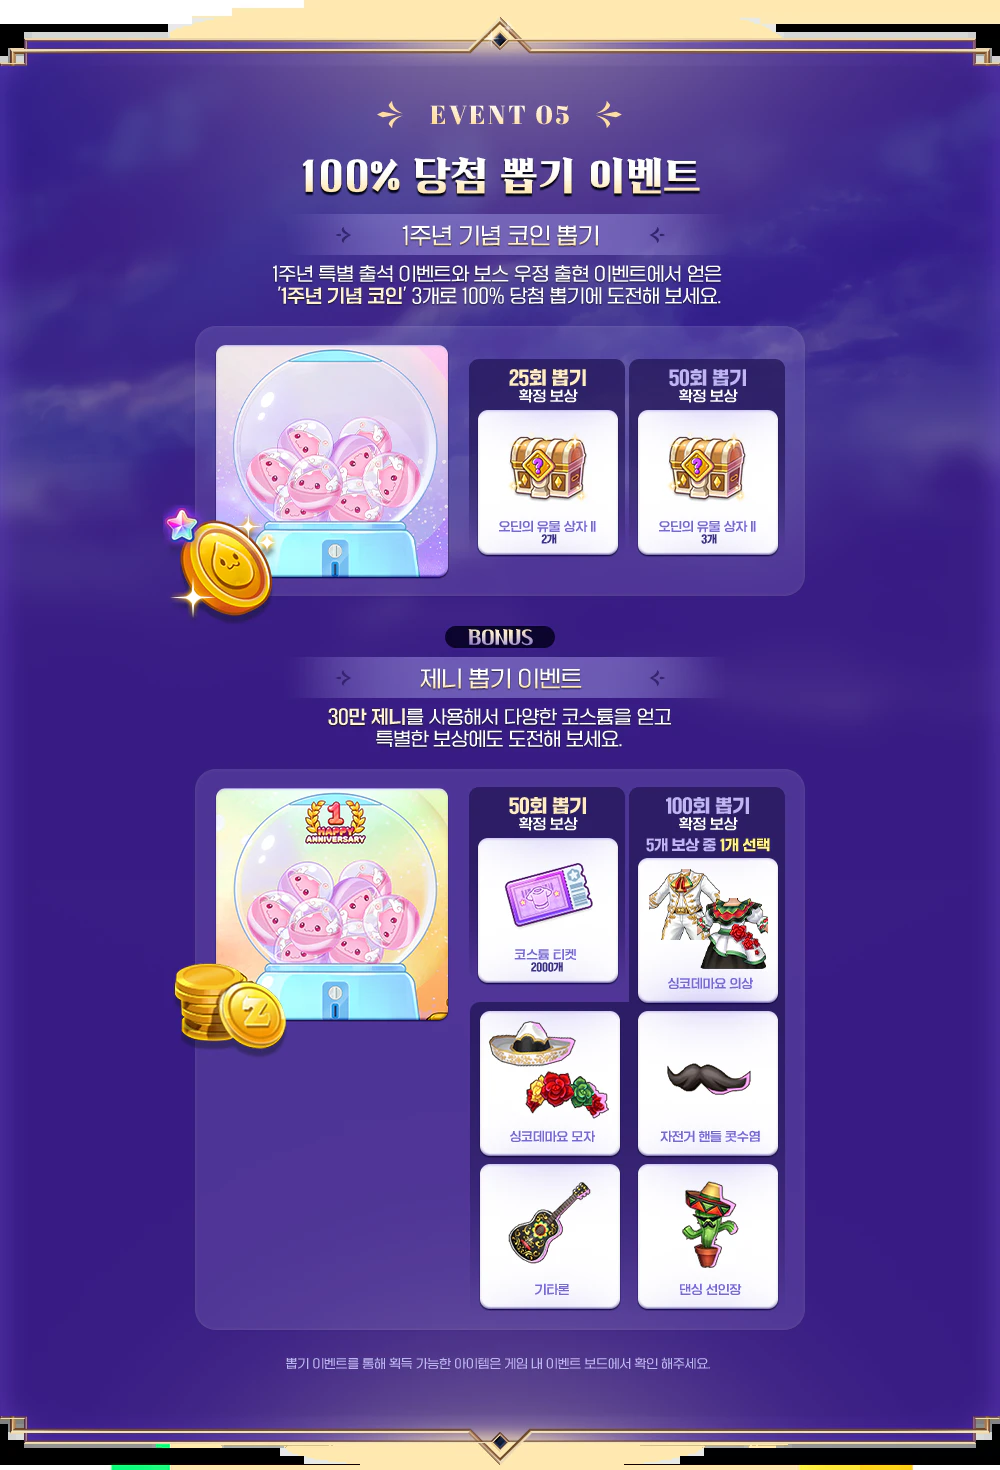 EVENT 05
100% 당첨 뽑기 이벤트
1주년 기념 코인 뽑기
1주년 특별 출석 이벤트와 보스 우정 출현 이벤트에서 얻은
'1주년 기념 코인' 3개로 100% 당첨 뽑기에 도전해 보세요.
25회 뽑기
확정 보상
오딘의 유물 상자 II
2개
50회 뽑기
확정 보상
오딘의 유물 상자 II
3개
BONUS
제니 뽑기 이벤트
30만 제니를 사용해서 다양한 코스튬을 얻고
특별한 보상에도 도전해 보세요.
1
HAPPY
ANNIVERSARY
Z
50회 뽑기
확정 보상
코스튬 티켓
2000개
100회 뽑기
확정 보상
5개 보상 중 1개 선택
싱코데마요 의상
싱코데마요 모자
자전거 핸들 콧수염
기타론
댄싱 선인장
뽑기 이벤트를 통해 획득 가능한 아이템은 게임 내 이벤트 보드에서 확인 해주세요.